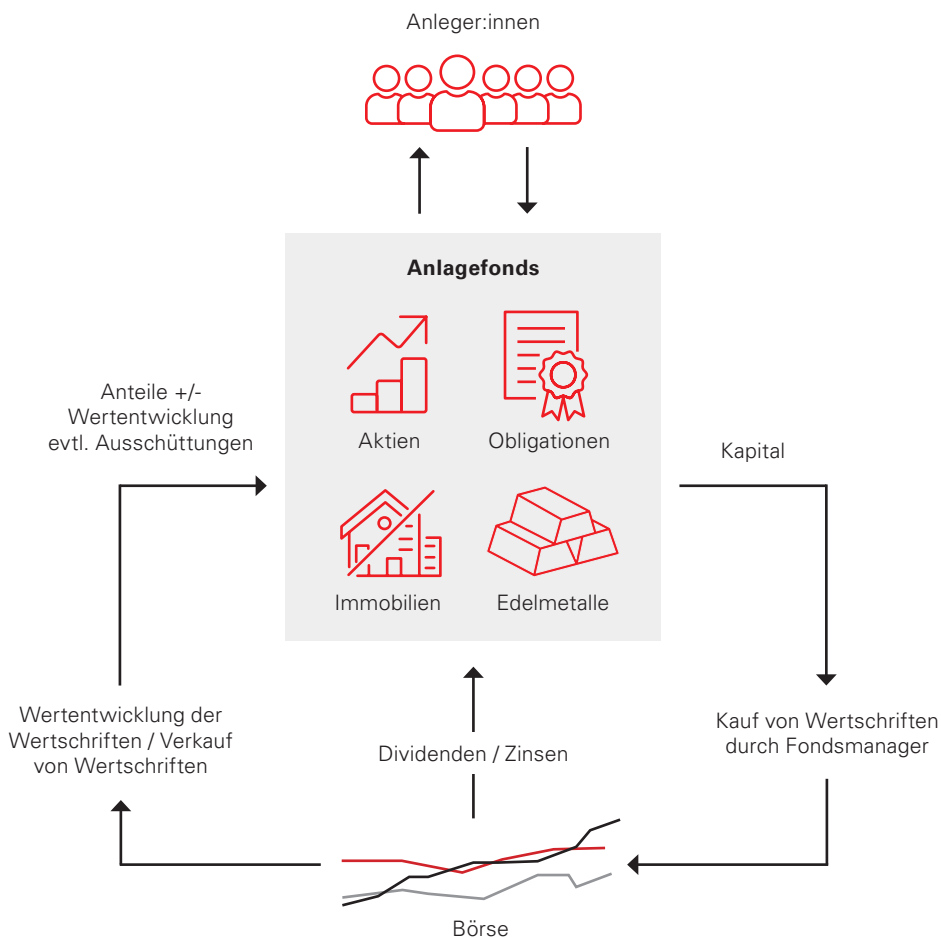 Anleger:innen
Anlagefonds
Aktien
Obligationen
Immobilien
Edelmetalle
Anteile +/-
Wertentwicklung
evtl. Ausschüttungen
Kapital
Wertentwicklung der
Wertschriften / Verkauf
von Wertschriften
Dividenden / Zinsen
Kauf von Wertschriften
durch Fondsmanager
Börse